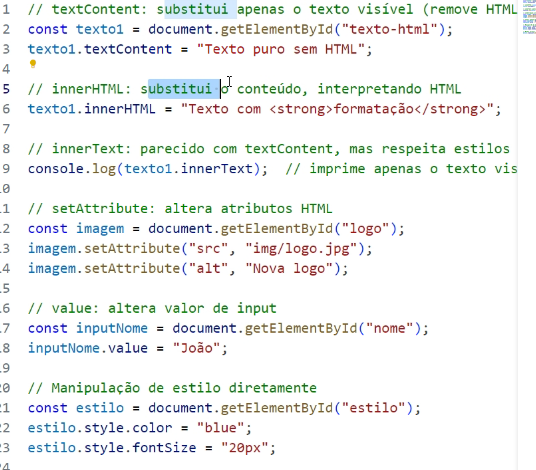 1 // textContent: substitui apenas o texto visível (remove HTML
2 const texto1 = document.getElementById("texto-html");
3 texto1.textContent = "Texto puro sem HTML";
4
5 // innerHTML: substitui o conteúdo, interpretando HTML
6 texto1.innerHTML = "Texto com <strong>formatação</strong>";
7
8 // innerText: parecido com textContent, mas respeita estilos
9 console.log(texto1.innerText);  // imprime apenas o texto vis
10
11 // setAttribute: altera atributos HTML
12 const imagem = document.getElementById("logo");
13 imagem.setAttribute("src", "img/logo.jpg");
14 imagem.setAttribute("alt", "Nova logo");
15
16 // value: altera valor de input
17 const inputNome = document.getElementById("nome");
18 inputNome.value = "João";
19
20 // Manipulação de estilo diretamente
21 const estilo = document.getElementById("estilo");
22 estilo.style.color = "blue";
23 estilo.style.fontSize = "20px";
24